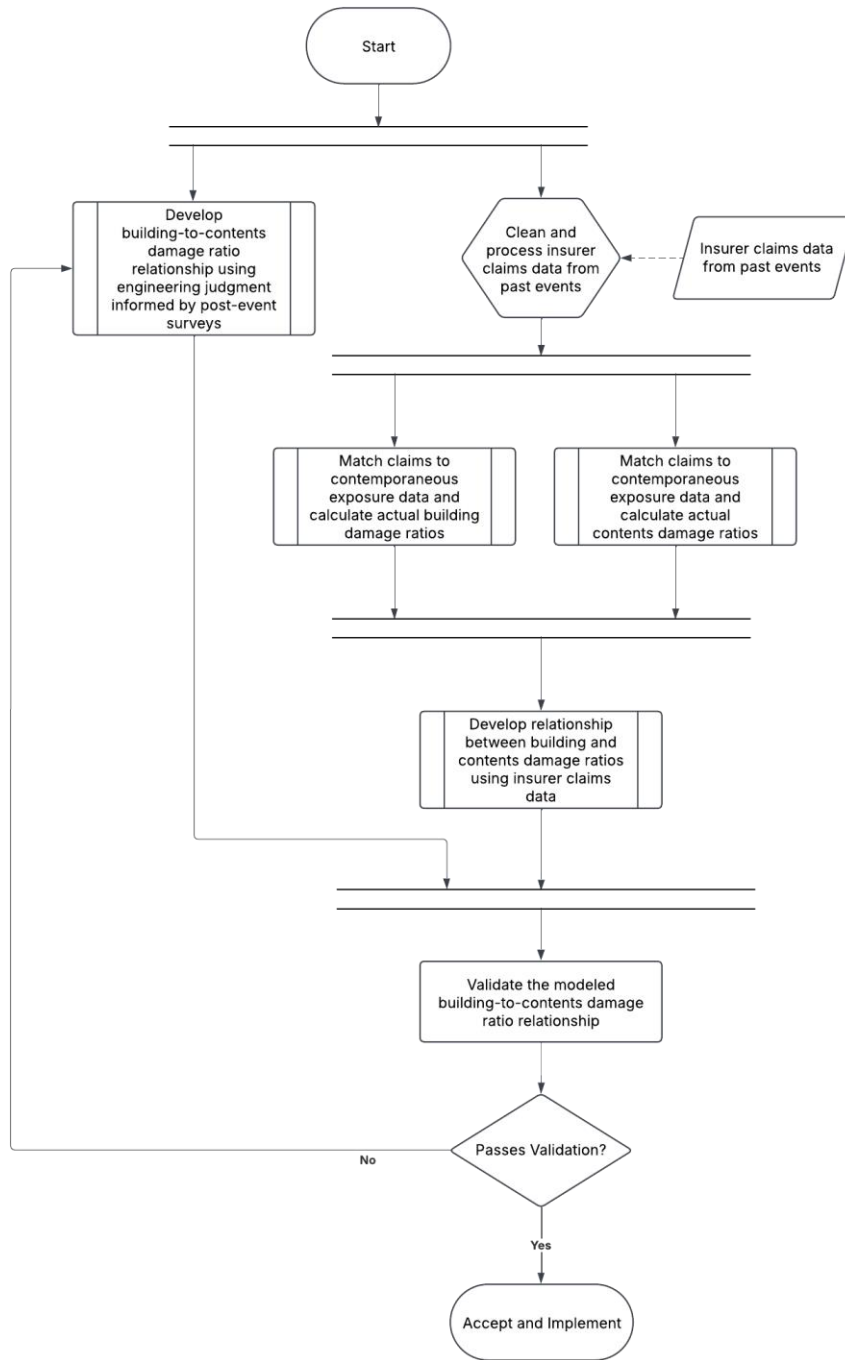 Start
Develop
building-to-contents
damage ratio
relationship using
engineering judgment
informed by post-event
surveys
Clean and
process insurer
claims data from
past events
Insurer claims data
from past events
Match claims to
contemporaneous
exposure data and
calculate actual building
damage ratios
Match claims to
contemporaneous
exposure data and
calculate actual
contents damage ratios
Develop relationship
between building and
contents damage ratios
using insurer claims
data
Validate the modeled
building-to-contents damage
ratio relationship
Passes Validation?
No
Yes
Accept and Implement